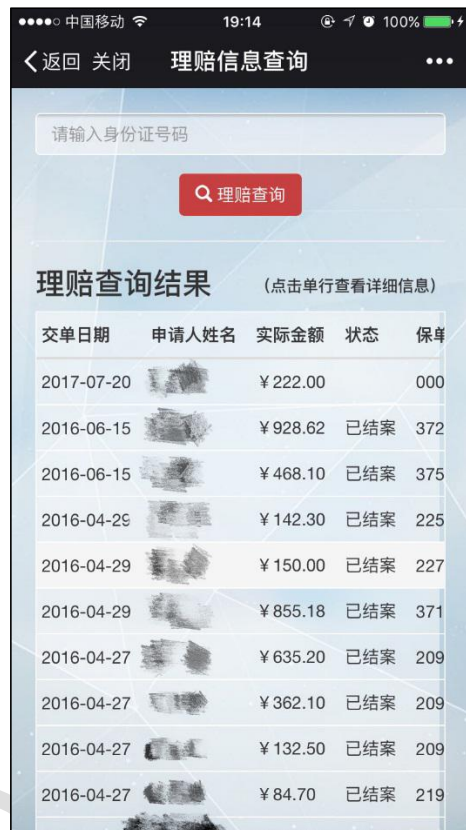 中国移动 19:14 100%
返回 关闭 理赔信息查询
请输入身份证号码
理赔查询
理赔查询结果 (点击单行查看详细信息)
交单日期 申请人姓名 实际金额 状态 保单
2017-07-20 ¥222.00 000
2016-06-15 ¥928.62 已结案 372
2016-06-15 ¥468.10 已结案 375
2016-04-29 ¥142.30 已结案 225
2016-04-29 ¥150.00 已结案 227
2016-04-29 ¥855.18 已结案 371
2016-04-27 ¥635.20 已结案 209
2016-04-27 ¥362.10 已结案 209
2016-04-27 ¥132.50 已结案 209
2016-04-27 ¥84.70 已结案 219